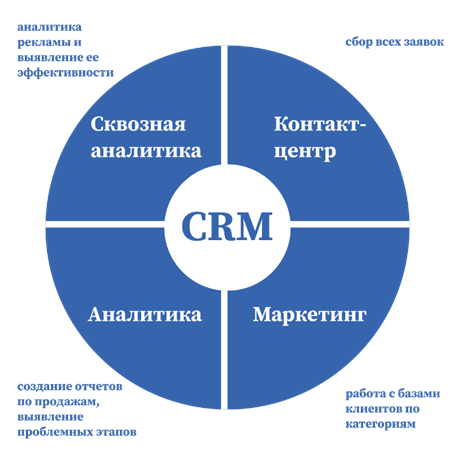 аналитика
рекламы и
выявление ее
эффективности
сбор всех заявок
Сквозная
аналитика
Контакт-
центр
CRM
Аналитика
Маркетинг
создание отчетов
по продажам,
выявление
проблемных этапов
работа с базами
клиентов по
категориям